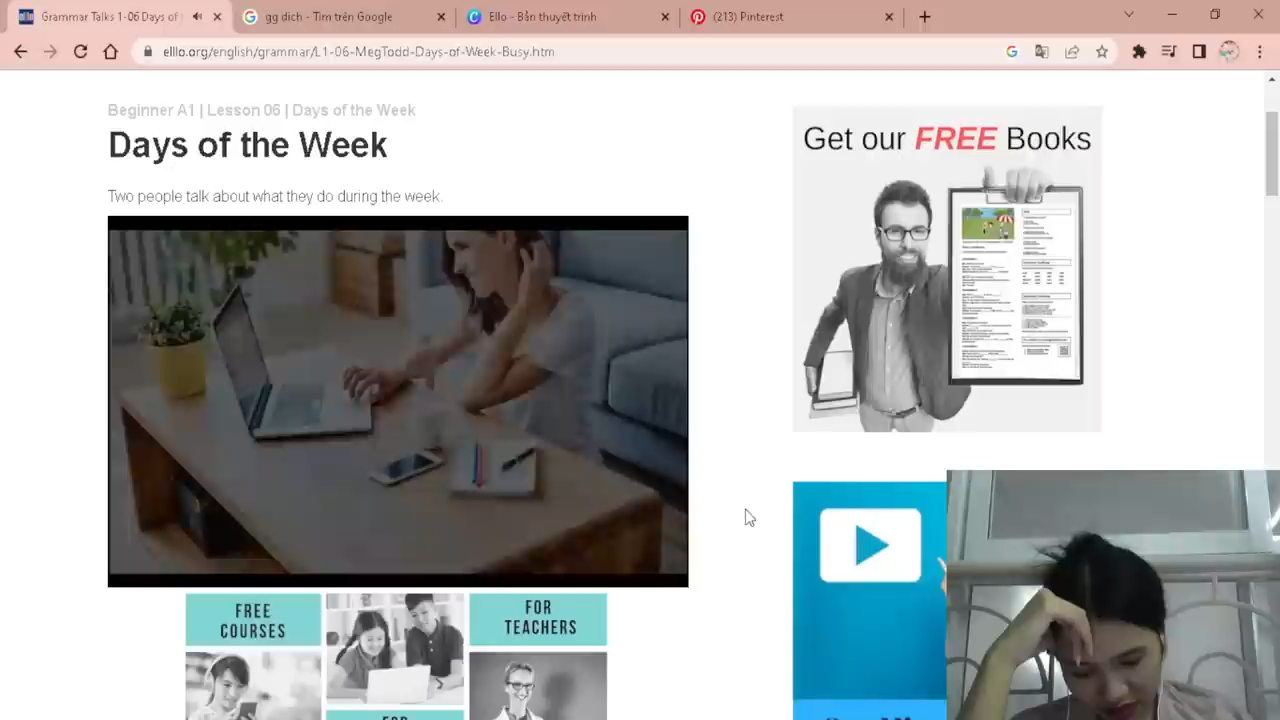 Grammar Talks 1-06 Days of
gg dich - Tìm trên Google
Ello - Bản thuyết trình
(213) Pinterest
elllo.org/english/grammar/L1-06-MegTodd-Days-of-Week-Busy.htm
Beginner A1 | Lesson 06 | Days of the Week
Days of the Week
Two people talk about what they do during the week.
Get our FREE Books
FREE
COURSES
FOR
TEACHERS
FOR